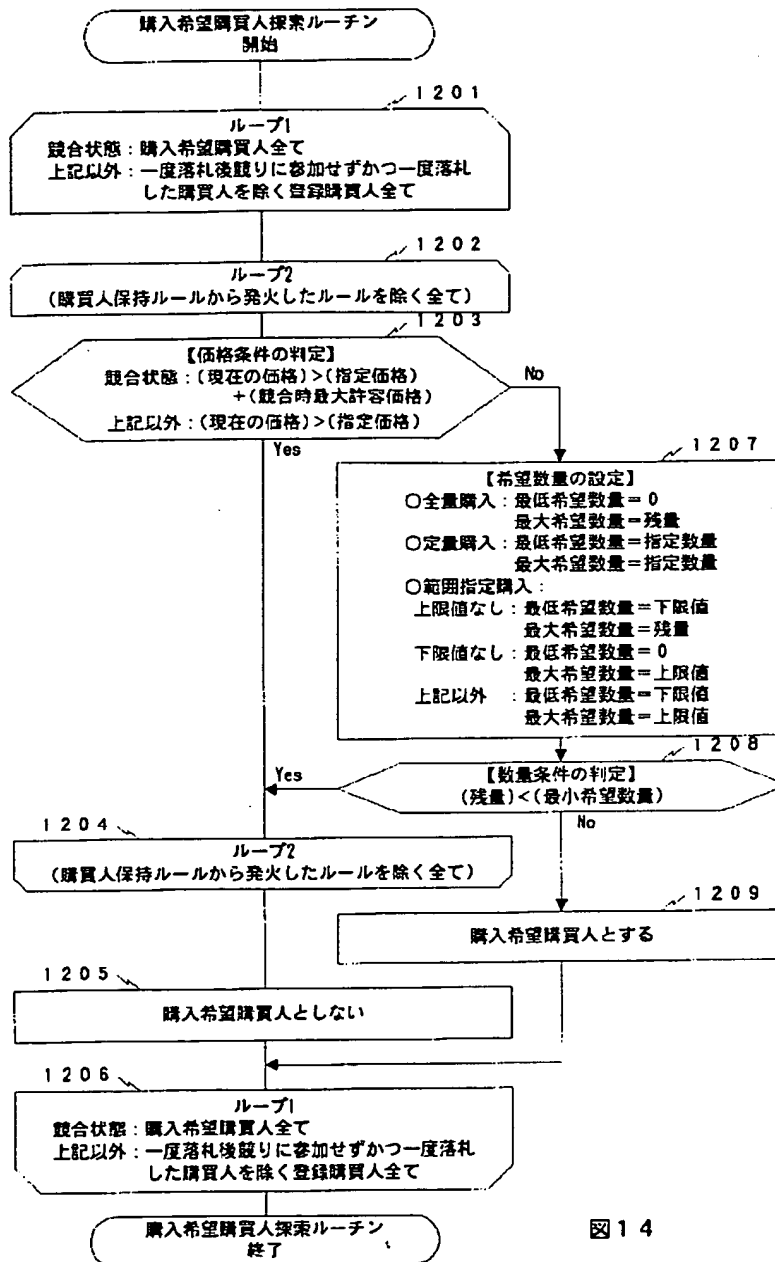 購入希望購買人探索ルーチン
開始
1201
ループ1
競合状態：購入希望購買人全て
上記以外：一度落札後競りに参加せずかつ一度落札
した購買人を除く登録購買人全て
1202
ループ2
（購買人保持ルールから発火したルールを除く全て）
1203
【価格条件の判定】
競合状態：(現在の価格)＞(指定価格)
＋(競合時最大許容価格)
上記以外：(現在の価格)＞(指定価格)
No
Yes
1207
【希望数量の設定】
○全量購入：最低希望数量＝0
最大希望数量＝残量
○定量購入：最低希望数量＝指定数量
最大希望数量＝指定数量
○範囲指定購入：
上限値なし：最低希望数量＝下限値
最大希望数量＝残量
下限値なし：最低希望数量＝0
最大希望数量＝上限値
上記以外　：最低希望数量＝下限値
最大希望数量＝上限値
1208
【数量条件の判定】
(残量)＜(最小希望数量)
Yes
No
1204
ループ2
（購買人保持ルールから発火したルールを除く全て）
1209
購入希望購買人とする
1205
購入希望購買人としない
1206
ループ1
競合状態：購入希望購買人全て
上記以外：一度落札後競りに参加せずかつ一度落札
した購買人を除く登録購買人全て
購入希望購買人探索ルーチン
終了
図14